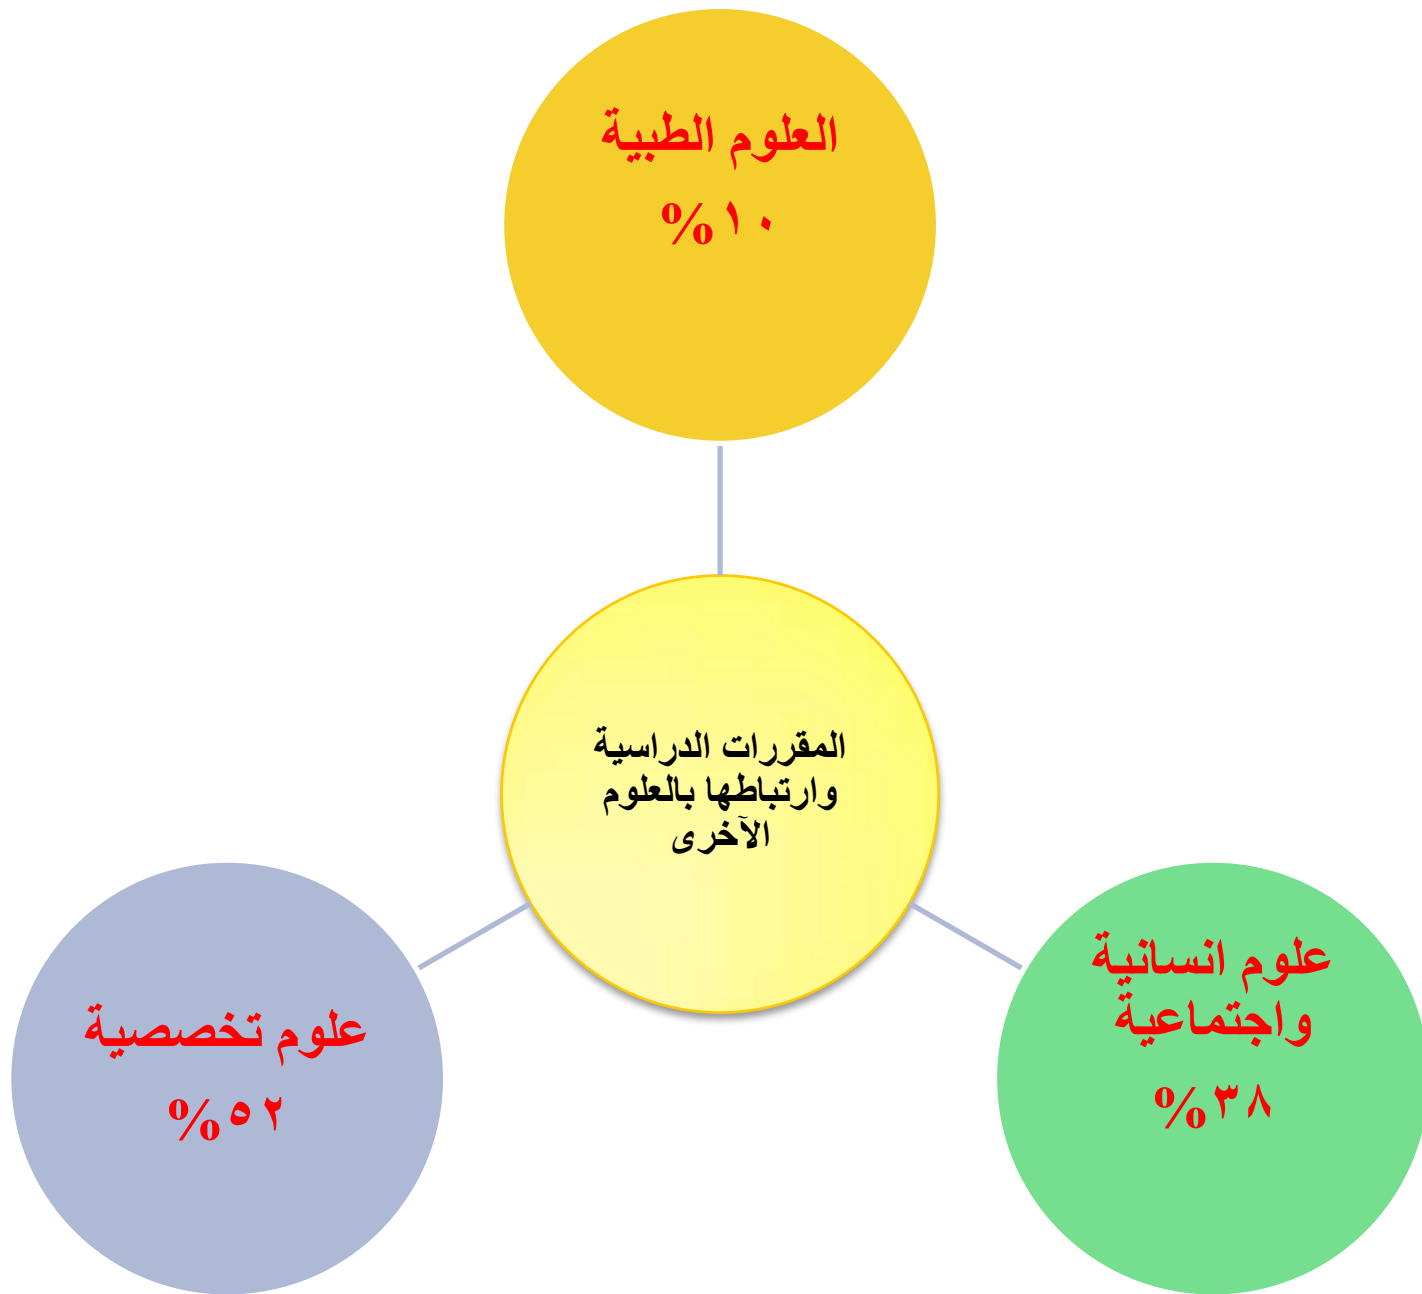 العلوم الطبية
%١٠
المقررات الدراسية
وارتباطها بالعلوم
الآخرى
علوم انسانية
واجتماعية
%٣٨
علوم تخصصية
%٥٢